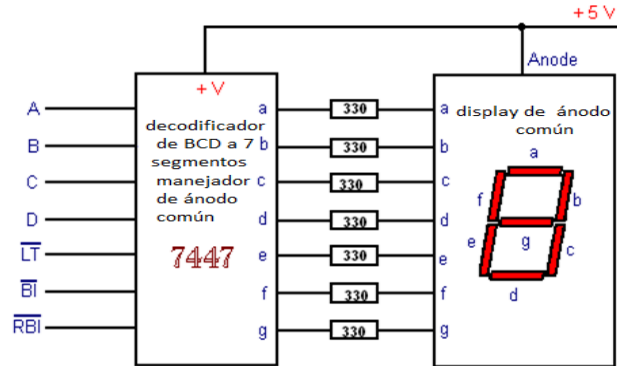 +5 V
Anode
+V
decodificador
de BCD a 7
segmentos
manejador
de ánodo
común
7447
A
B
C
D
LT
BI
RBI
a
b
c
d
e
f
g
330
330
330
330
330
330
330
a
b
c
d
e
f
g
display de ánodo
común
a
f
b
g
e
c
d